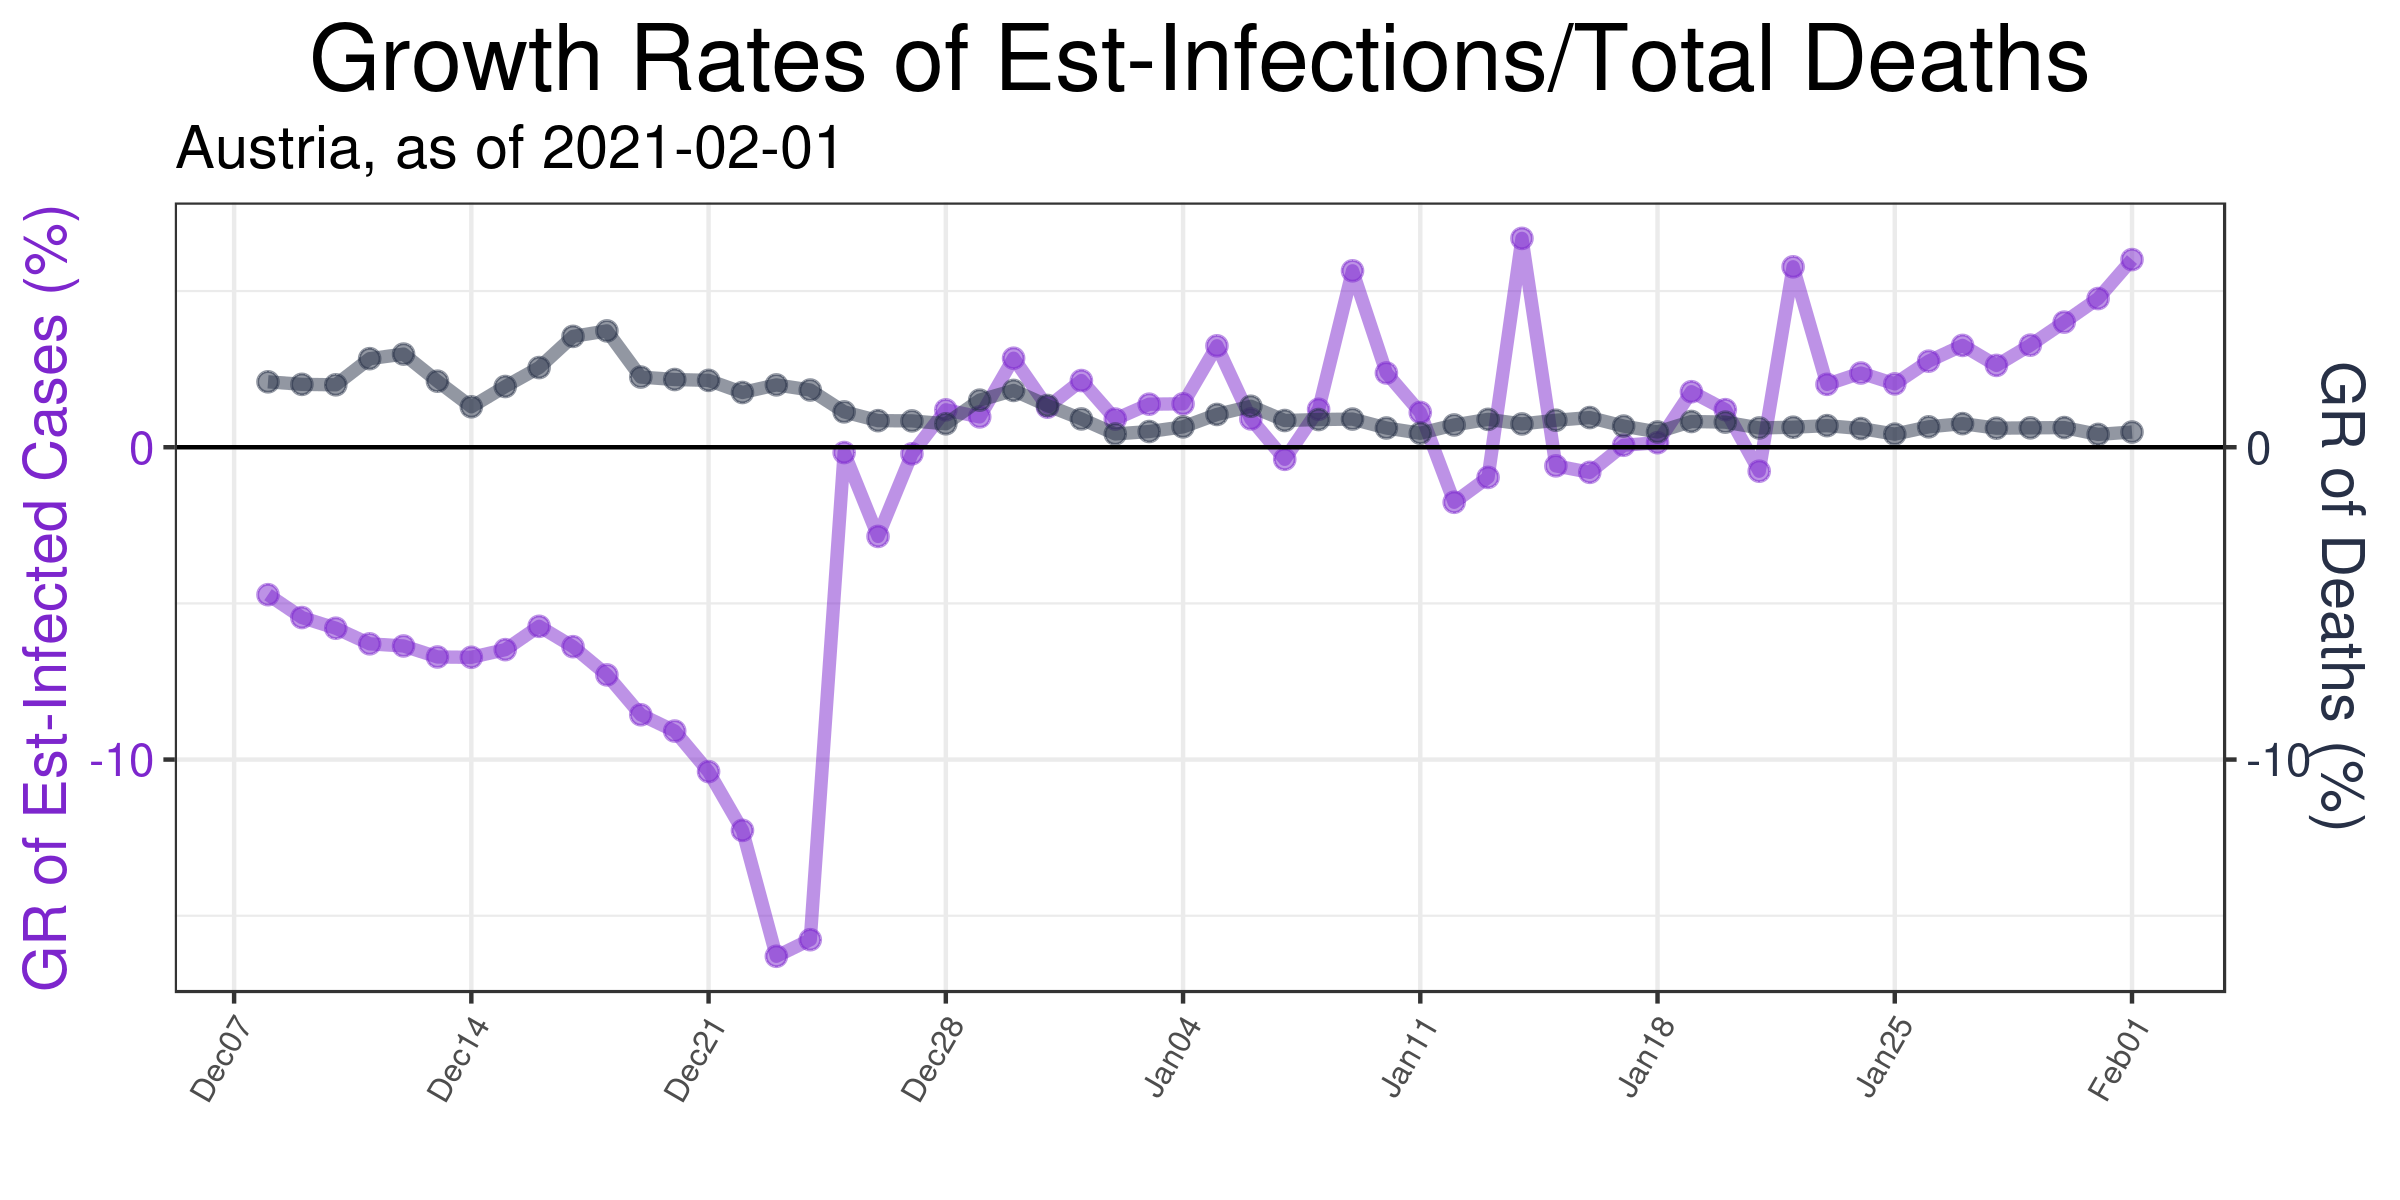 Growth Rates of Est-Infections/Total Deaths
Austria, as of 2021-02-01
GR of Est-Infected Cases (%)
0
-10
0
-10
GR of Deaths (%)
Dec07
Dec14
Dec21
Dec28
Jan04
Jan11
Jan18
Jan25
Feb01